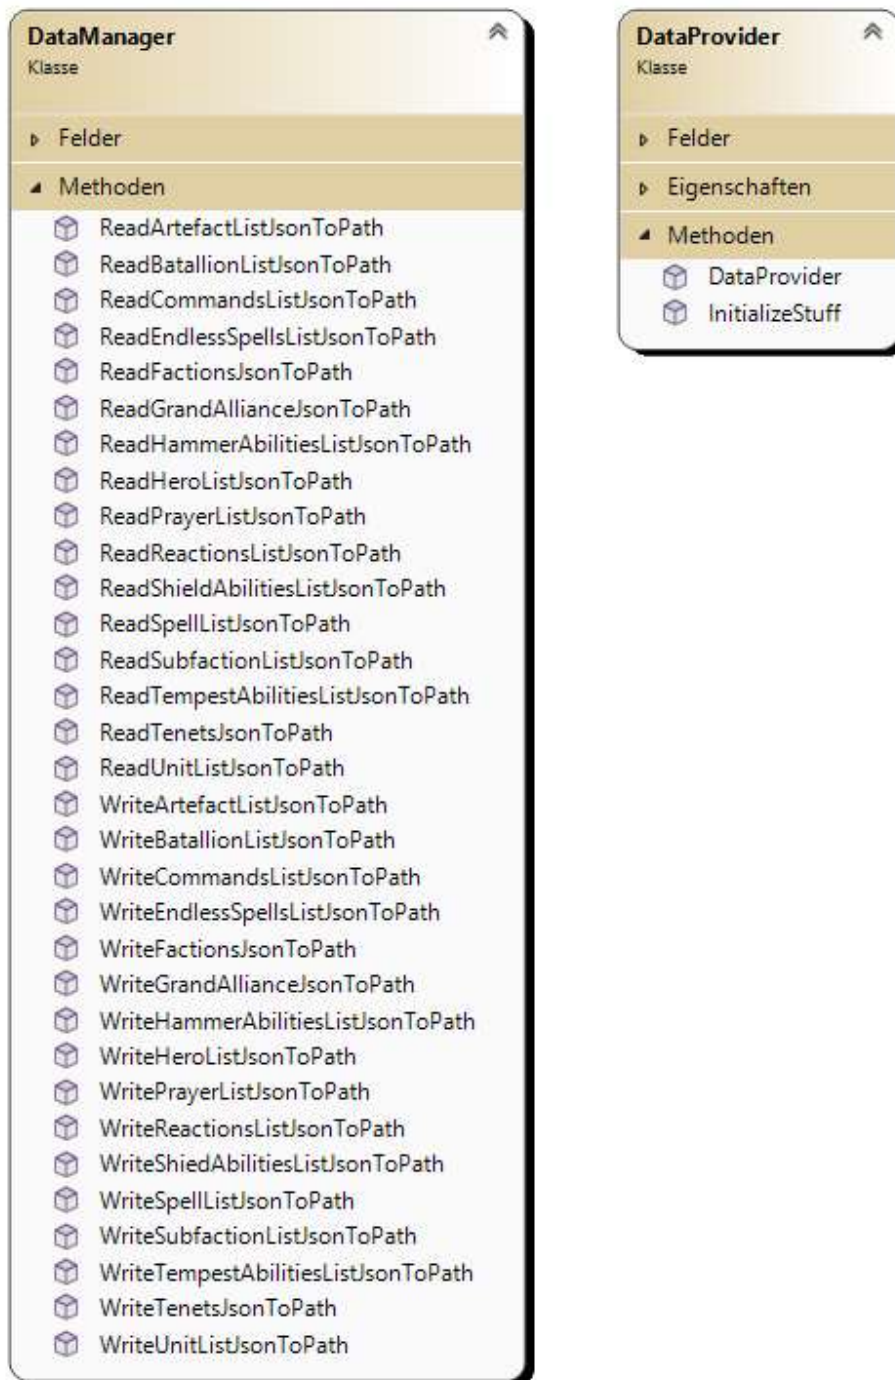 DataManager
Klasse
Felder
Methoden
ReadArtefactListJsonToPath
ReadBatallionListJsonToPath
ReadCommandsListJsonToPath
ReadEndlessSpellsListJsonToPath
ReadFactionsJsonToPath
ReadGrandAllianceJsonToPath
ReadHammerAbilitiesListJsonToPath
ReadHeroListJsonToPath
ReadPrayerListJsonToPath
ReadReactionsListJsonToPath
ReadShieldAbilitiesListJsonToPath
ReadSpellListJsonToPath
ReadSubfactionListJsonToPath
ReadTempestAbilitiesListJsonToPath
ReadTenetsJsonToPath
ReadUnitListJsonToPath
WriteArtefactListJsonToPath
WriteBatallionListJsonToPath
WriteCommandsListJsonToPath
WriteEndlessSpellsListJsonToPath
WriteFactionsJsonToPath
WriteGrandAllianceJsonToPath
WriteHammerAbilitiesListJsonToPath
WriteHeroListJsonToPath
WritePrayerListJsonToPath
WriteReactionsListJsonToPath
WriteShiedAbilitiesListJsonToPath
WriteSpellListJsonToPath
WriteSubfactionListJsonToPath
WriteTempestAbilitiesListJsonToPath
WriteTenetsJsonToPath
WriteUnitListJsonToPath
DataProvider
Klasse
Felder
Eigenschaften
Methoden
DataProvider
InitializeStuff